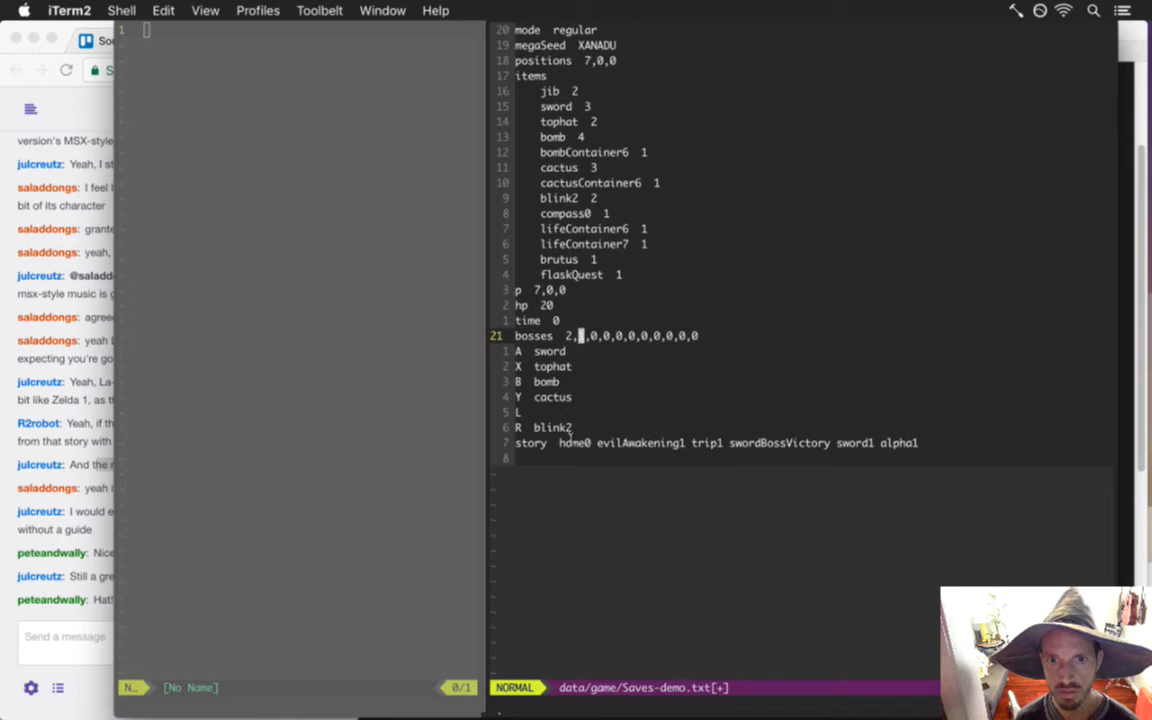 iTerm2 Shell Edit View Profiles Toolbelt Window Help
version's MSX-style
julcreutz: Yeah, I st
saladdongs: I feel l
bit of its character
saladdongs: grante
saladdongs: yeah,
julcreutz: @saladd
msx-style music is g
saladdongs: agree
saladdongs: yeah l
expecting you're go
julcreutz: Yeah, La-
bit like Zelda 1, as t
R2robot: Yeah, if th
from that story with
julcreutz: And the n
saladdongs: yeah i
julcreutz: I would e
without a guide
peteandwally: Nice
julcreutz: Still a gre
peteandwally: Hat!
Send a message
1
N... [No Name] 0/1
20 mode regular
19 megaSeed XANADU
18 positions 7,0,0
17 items
16 jib 2
15 sword 3
14 tophat 2
13 bomb 4
12 bombContainer6 1
11 cactus 3
10 cactusContainer6 1
9 blink2 2
8 compass0 1
7 lifeContainer6 1
6 lifeContainer7 1
5 brutus 1
4 flaskQuest 1
3 p 7,0,0
2 hp 20
1 time 0
21 bosses 2,1,0,0,0,0,0,0,0,0,0
1 A sword
2 X tophat
3 B bomb
4 Y cactus
5 L
6 R blink2
7 story home0 evilAwakening1 trip1 swordBossVictory sword1 alpha1
8
NORMAL data/game/Saves-demo.txt[+]